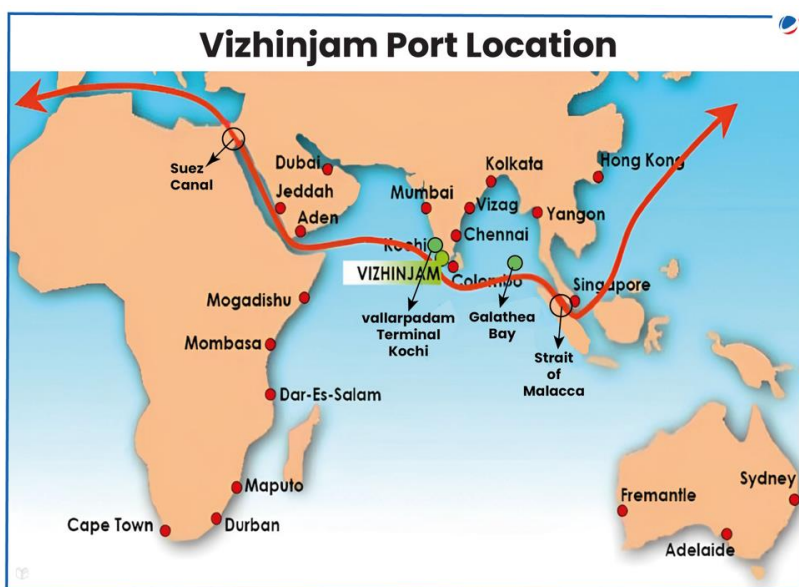 Vizhinjam Port Location
Suez
Canal
Dubai
Jeddah
Aden
Mumbai
Kolkata
Vizag
Chennai
Kochi
VIZHINJAM
Colombo
Yangon
Hong Kong
Singapore
vallarpadam
Terminal
Kochi
Galathea
Bay
Strait
of
Malacca
Mogadishu
Mombasa
Dar-Es-Salam
Maputo
Durban
Cape Town
Fremantle
Sydney
Adelaide